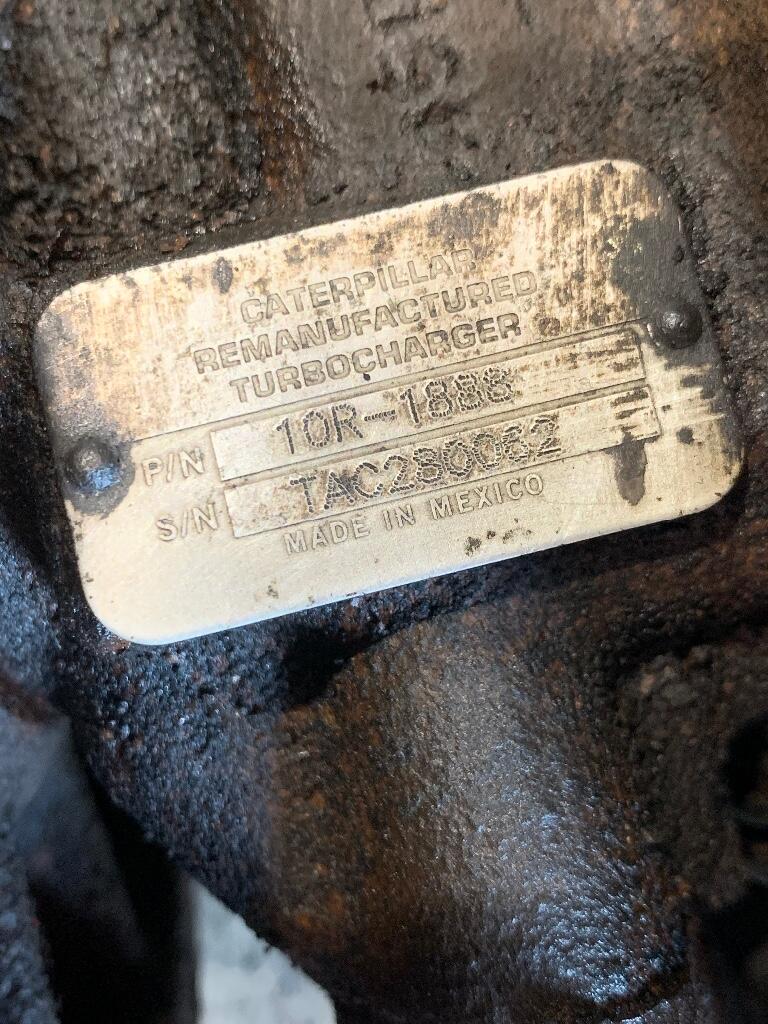 CATERPILLAR
REMANUFACTURED
TURBOCHARGER
P/N 10R-1888
S/N TAC280062
MADE IN MEXICO